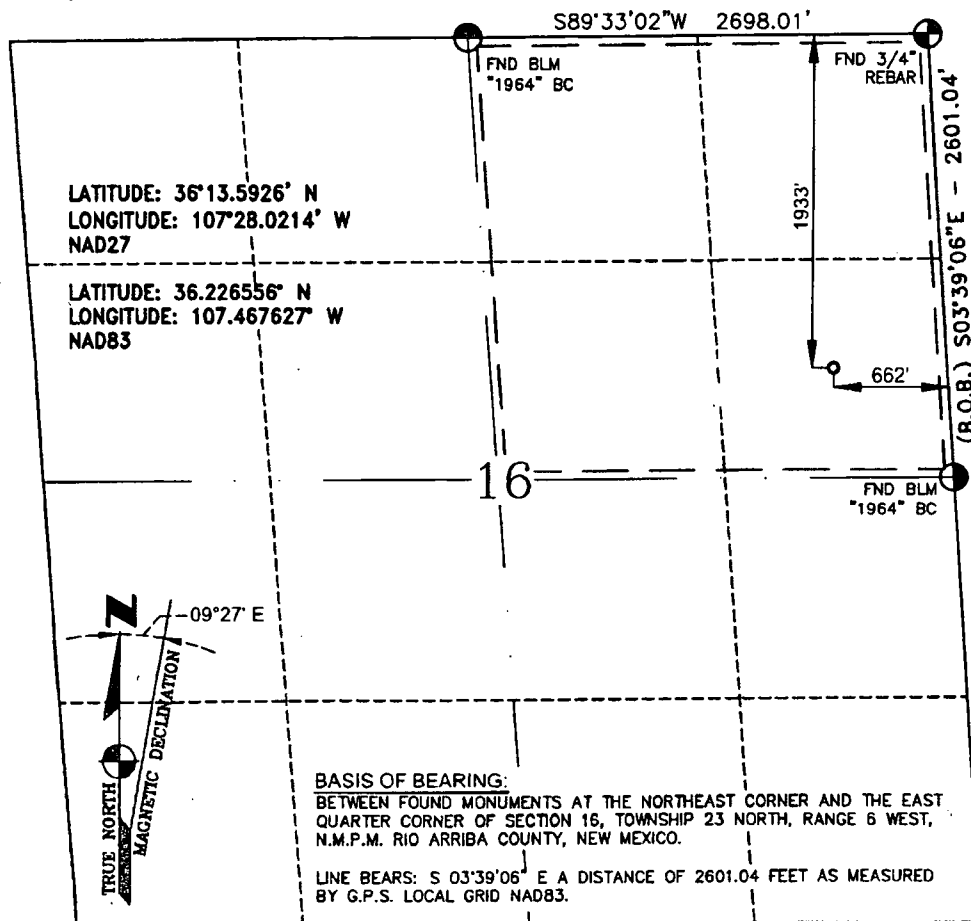 S89°33'02"W 2698.01'
FND BLM
"1964" BC
FND 3/4"
REBAR
(B.O.B.) S03°39'06"E - 2601.04'
LATITUDE: 36°13.5926' N
LONGITUDE: 107°28.0214' W
NAD27
1933'
LATITUDE: 36.226556° N
LONGITUDE: 107.467627° W
NAD83
662'
16
FND BLM
"1964" BC
N
09°27' E
TRUE NORTH
MAGNETIC DECLINATION
BASIS OF BEARING:
BETWEEN FOUND MONUMENTS AT THE NORTHEAST CORNER AND THE EAST
QUARTER CORNER OF SECTION 16, TOWNSHIP 23 NORTH, RANGE 6 WEST,
N.M.P.M. RIO ARRIBA COUNTY, NEW MEXICO.
LINE BEARS: S 03°39'06" E A DISTANCE OF 2601.04 FEET AS MEASURED
BY G.P.S. LOCAL GRID NAD83.